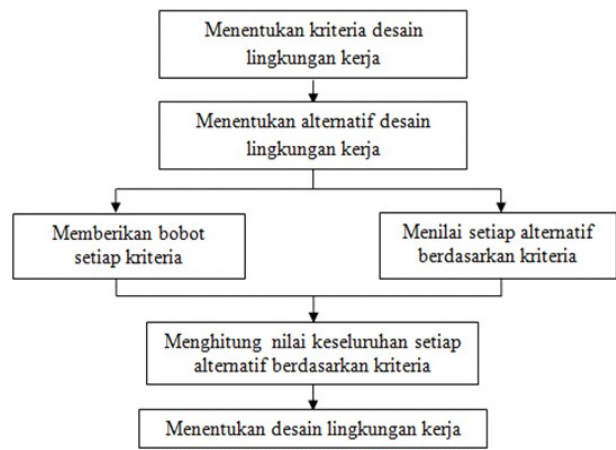 Menentukan kriteria desain
lingkungan kerja
Menentukan alternatif desain
lingkungan kerja
Memberikan bobot
setiap kriteria
Menilai setiap alternatif
berdasarkan kriteria
Menghitung nilai keseluruhan setiap
alternatif berdasarkan kriteria
Menentukan desain lingkungan kerja